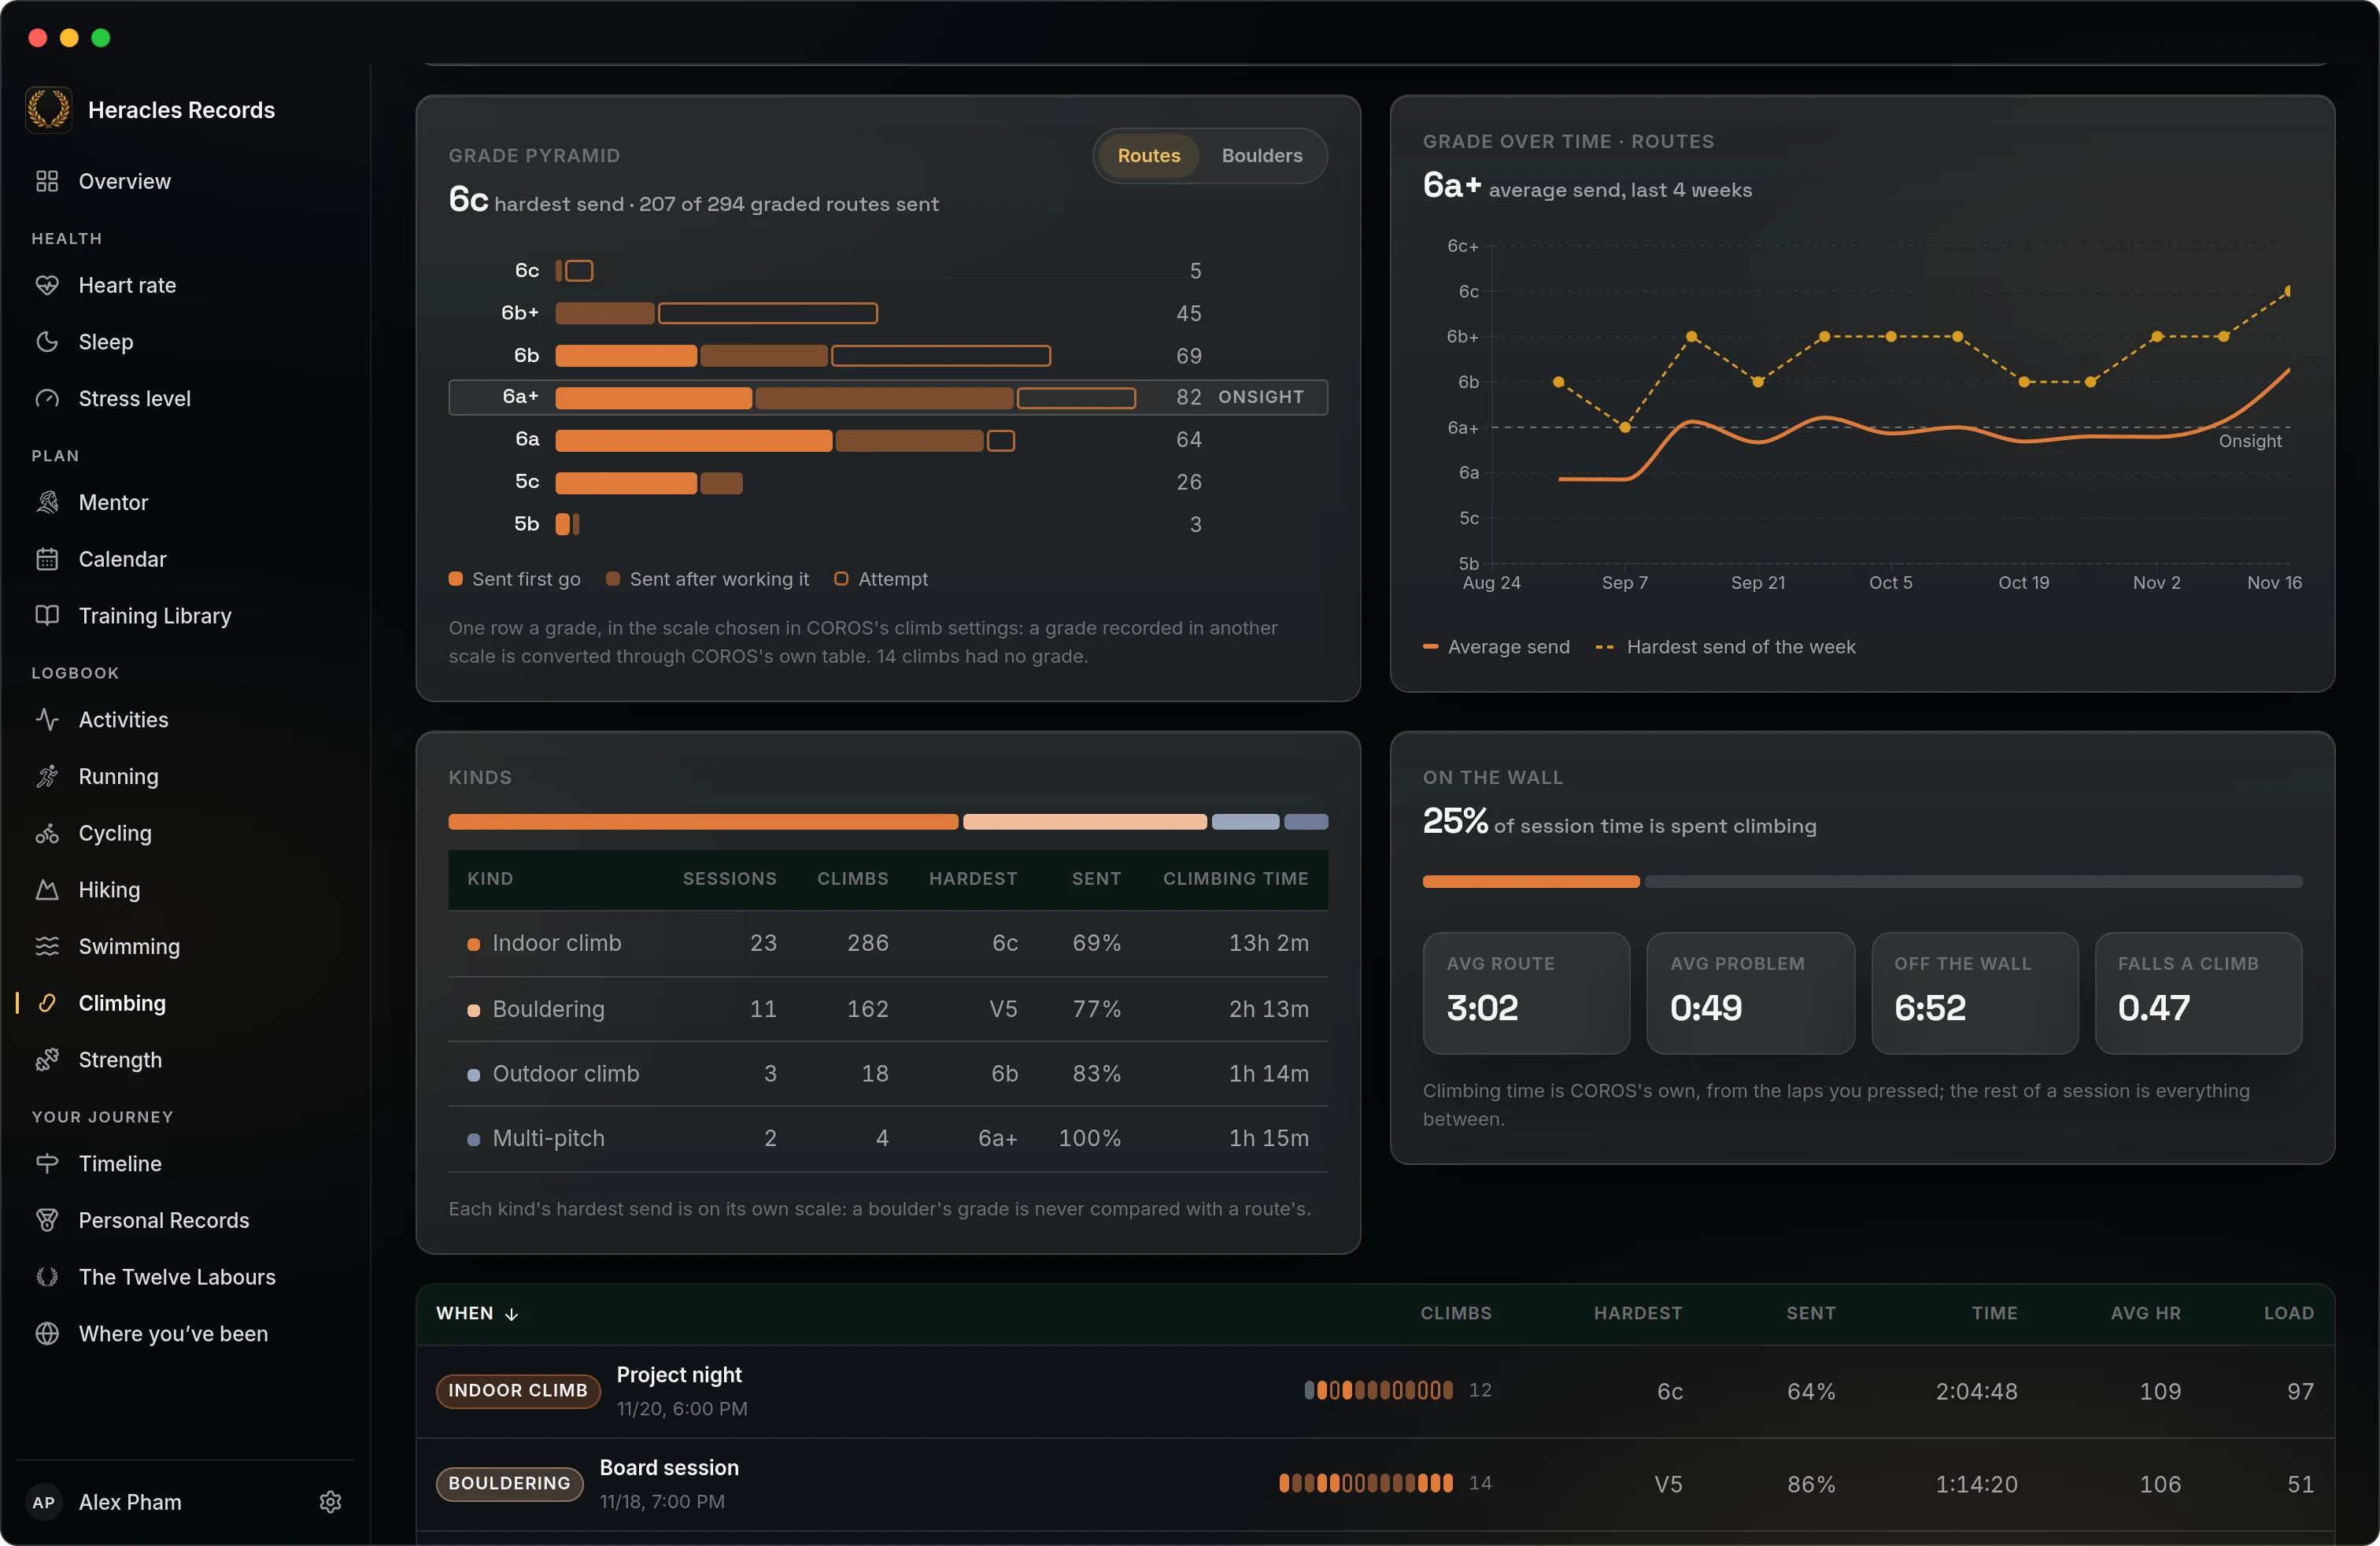 Heracles Records
Overview
HEALTH
Heart rate
Sleep
Stress level
PLAN
Mentor
Calendar
Training Library
LOGBOOK
Activities
Running
Cycling
Hiking
Swimming
Climbing
Strength
YOUR JOURNEY
Timeline
Personal Records
The Twelve Labours
Where you’ve been
AP Alex Pham
GRADE PYRAMID
Routes Boulders
6c hardest send · 207 of 294 graded routes sent
6c 5
6b+ 45
6b 69
6a+ 82 ONSIGHT
6a 64
5c 26
5b 3
Sent first go Sent after working it Attempt
One row a grade, in the scale chosen in COROS's climb settings: a grade recorded in another
scale is converted through COROS's own table. 14 climbs had no grade.
GRADE OVER TIME · ROUTES
6a+ average send, last 4 weeks
6c+
6c
6b+
6b
6a+
Onsight
6a
5c
5b
Aug 24 Sep 7 Sep 21 Oct 5 Oct 19 Nov 2 Nov 16
Average send Hardest send of the week
KINDS
KIND SESSIONS CLIMBS HARDEST SENT CLIMBING TIME
Indoor climb 23 286 6c 69% 13h 2m
Bouldering 11 162 V5 77% 2h 13m
Outdoor climb 3 18 6b 83% 1h 14m
Multi-pitch 2 4 6a+ 100% 1h 15m
Each kind's hardest send is on its own scale: a boulder's grade is never compared with a route's.
ON THE WALL
25% of session time is spent climbing
AVG ROUTE AVG PROBLEM OFF THE WALL FALLS A CLIMB
3:02 0:49 6:52 0.47
Climbing time is COROS's own, from the laps you pressed; the rest of a session is everything
between.
WHEN ↓ CLIMBS HARDEST SENT TIME AVG HR LOAD
INDOOR CLIMB Project night 12 6c 64% 2:04:48 109 97
11/20, 6:00 PM
BOULDERING Board session 14 V5 86% 1:14:20 106 51
11/18, 7:00 PM